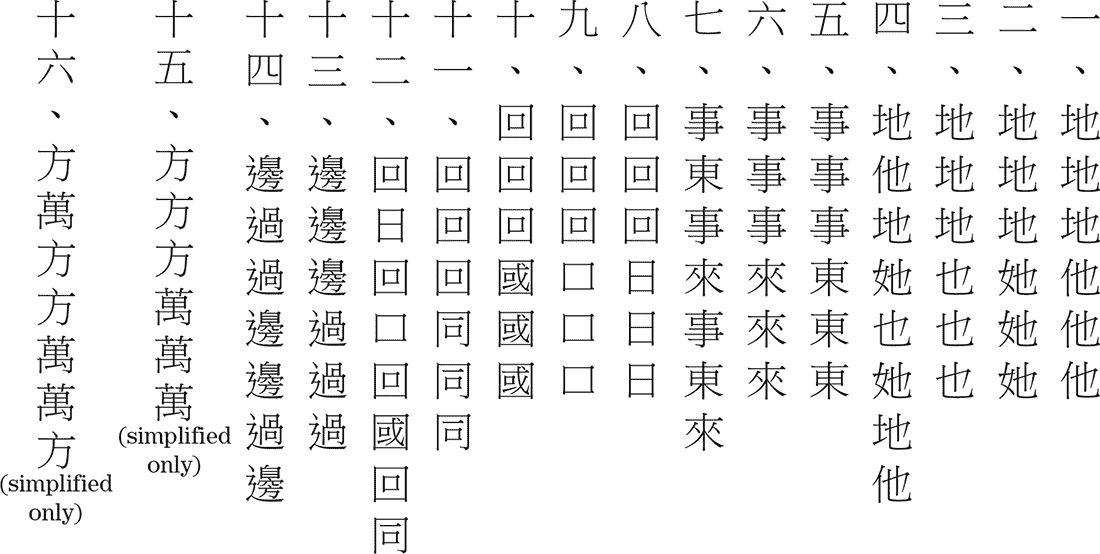 一、地地地他他他
二、地地地她她她
三、地地地也也也
四、地他地她也她地他
五、事事事東東東
六、事事事來來來
七、事東事來事東來
八、回回回日日日
九、回回回口口口
十、回回回國國國
十一、回回回同同同
十二、回日回口回國回同
十三、邊邊邊過過過
十四、邊過過邊邊過邊
十五、方方方萬萬萬
(simplified
only)
十六、方萬方方萬萬方
(simplified
only)